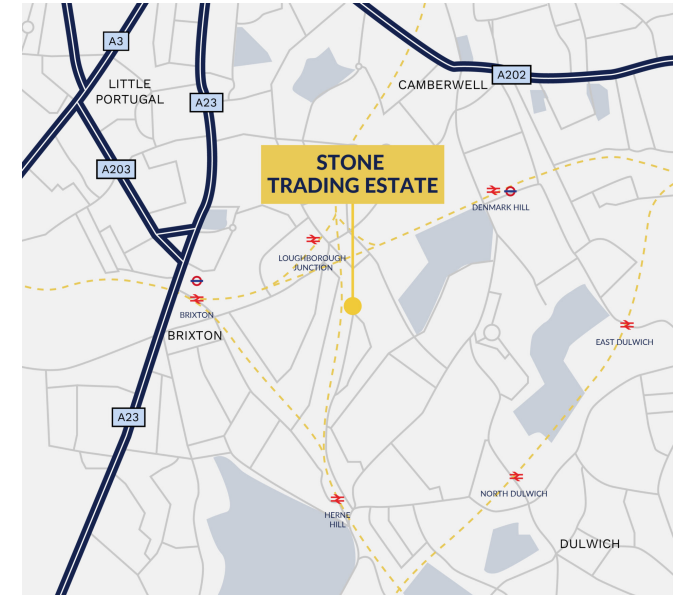 A3
LITTLE
PORTUGAL
A23
CAMBERWELL
A202
A203
STONE
TRADING ESTATE
DENMARK HILL
LOUGHBOROUGH
JUNCTION
BRIXTON
BRIXTON
EAST DULWICH
A23
NORTH DULWICH
HERNE
HILL
DULWICH